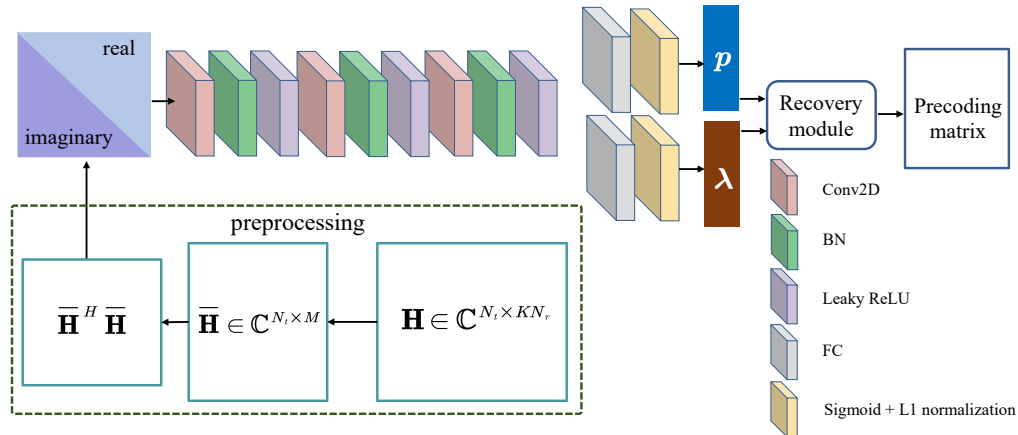 real
imaginary
p
λ
Recovery
module
Precoding
matrix
preprocessing
H̅ᴴ H̅
H̅ ∈ ℂ^{N_t×M}
H ∈ ℂ^{N_t×KN_r}
Conv2D
BN
Leaky ReLU
FC
Sigmoid + L1 normalization